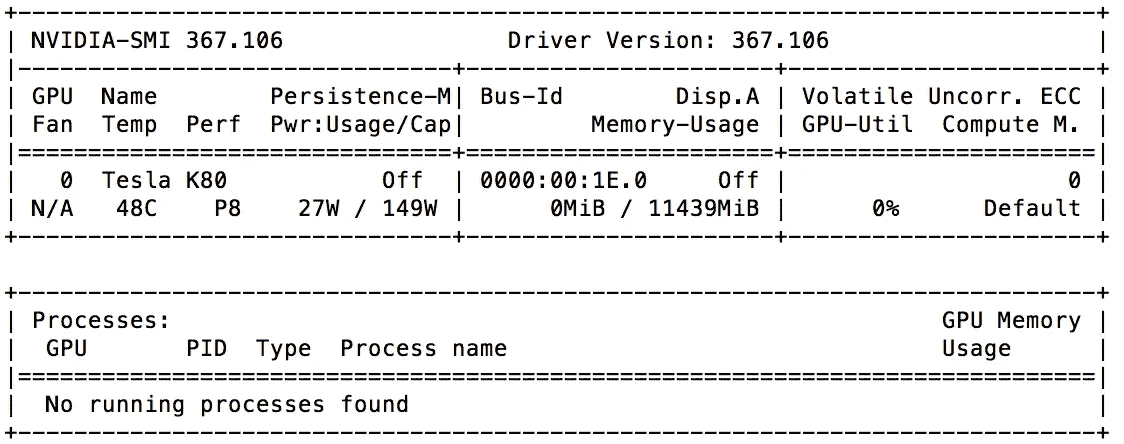 +-----------------------------------------------------------------------------+
| NVIDIA-SMI 367.106                Driver Version: 367.106                   |
|-------------------------------+----------------------+----------------------+
| GPU  Name        Persistence-M| Bus-Id        Disp.A | Volatile Uncorr. ECC |
| Fan  Temp  Perf  Pwr:Usage/Cap|         Memory-Usage | GPU-Util  Compute M. |
|===============================+======================+======================|
|   0  Tesla K80           Off  | 0000:00:1E.0     Off |                    0 |
| N/A   48C    P8    27W / 149W |      0MiB / 11439MiB |      0%      Default |
+-------------------------------+----------------------+----------------------+
+-----------------------------------------------------------------------------+
| Processes:                                                       GPU Memory |
|  GPU       PID  Type  Process name                               Usage      |
|=============================================================================|
|  No running processes found                                                 |
+-----------------------------------------------------------------------------+